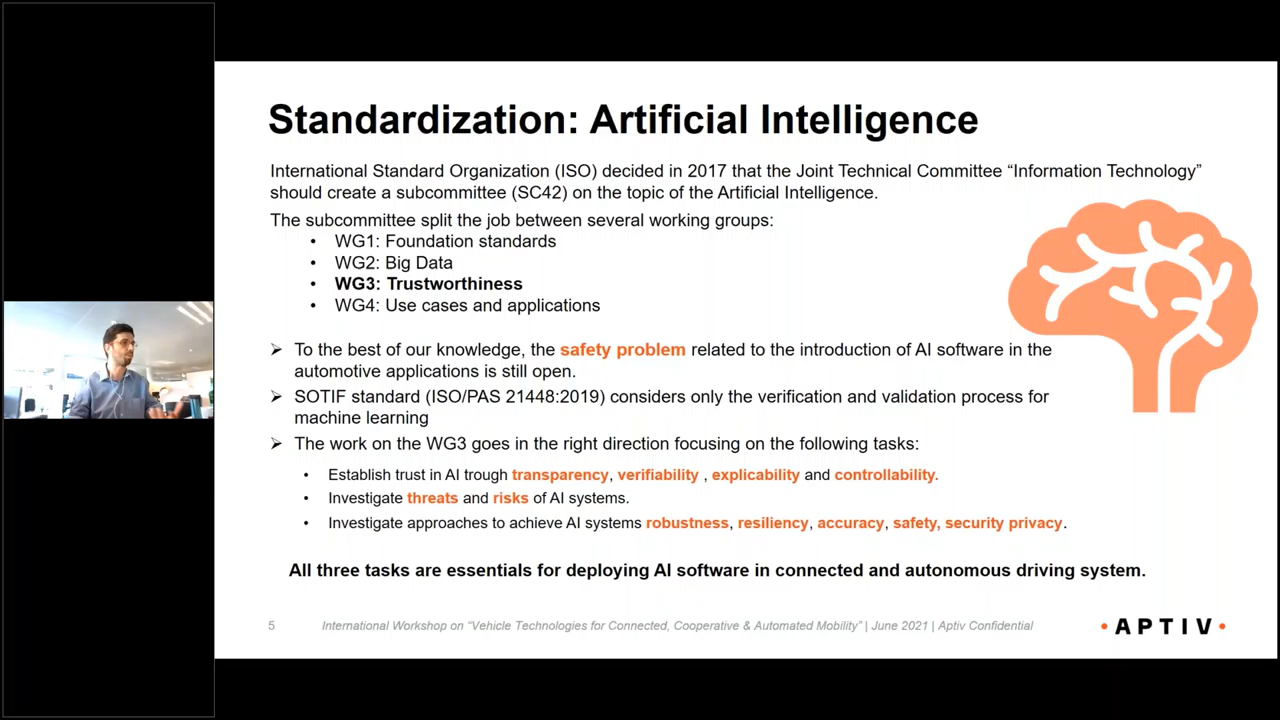 Standardization: Artificial Intelligence
International Standard Organization (ISO) decided in 2017 that the Joint Technical Committee “Information Technology”
should create a subcommittee (SC42) on the topic of the Artificial Intelligence.
The subcommittee split the job between several working groups:
• WG1: Foundation standards
• WG2: Big Data
• WG3: Trustworthiness
• WG4: Use cases and applications
➢ To the best of our knowledge, the safety problem related to the introduction of AI software in the
automotive applications is still open.
➢ SOTIF standard (ISO/PAS 21448:2019) considers only the verification and validation process for
machine learning
➢ The work on the WG3 goes in the right direction focusing on the following tasks:
• Establish trust in AI trough transparency, verifiability , explicability and controllability.
• Investigate threats and risks of AI systems.
• Investigate approaches to achieve AI systems robustness, resiliency, accuracy, safety, security privacy.
All three tasks are essentials for deploying AI software in connected and autonomous driving system.
5 International Workshop on “Vehicle Technologies for Connected, Cooperative & Automated Mobility” | June 2021 | Aptiv Confidential
• APTIV •